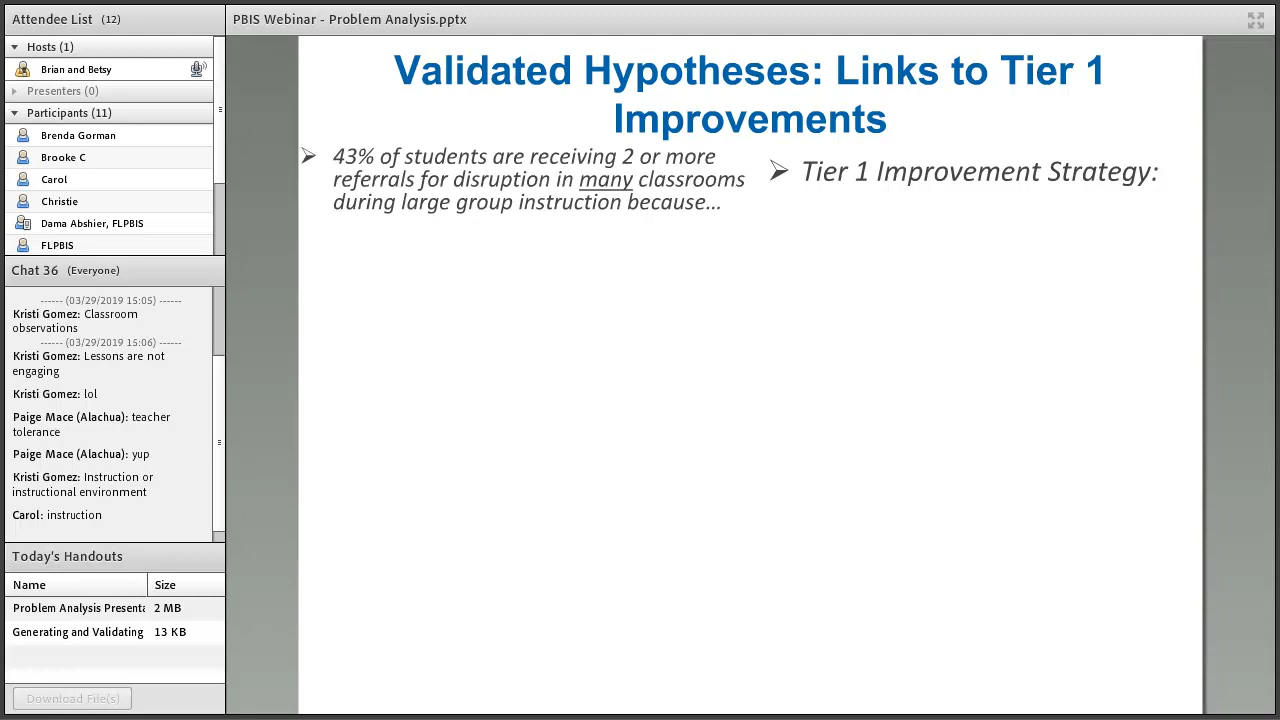 Attendee List (12)
Hosts (1)
Brian and Betsy
Presenters (0)
Participants (11)
Brenda Gorman
Brooke C
Carol
Christie
Dama Abshier, FLPBIS
FLPBIS
Chat 36 (Everyone)
------ (03/29/2019 15:05) ------
Kristi Gomez: Classroom
observations
------ (03/29/2019 15:06) ------
Kristi Gomez: Lessons are not
engaging
Kristi Gomez: lol
Paige Mace (Alachua): teacher
tolerance
Paige Mace (Alachua): yup
Kristi Gomez: Instruction or
instructional environment
Carol: instruction
Today's Handouts
Name Size
Problem Analysis Presenta 2 MB
Generating and Validating 13 KB
Download File(s)
PBIS Webinar - Problem Analysis.pptx
Validated Hypotheses: Links to Tier 1
Improvements
➢ 43% of students are receiving 2 or more
referrals for disruption in many classrooms
during large group instruction because…
➢ Tier 1 Improvement Strategy: